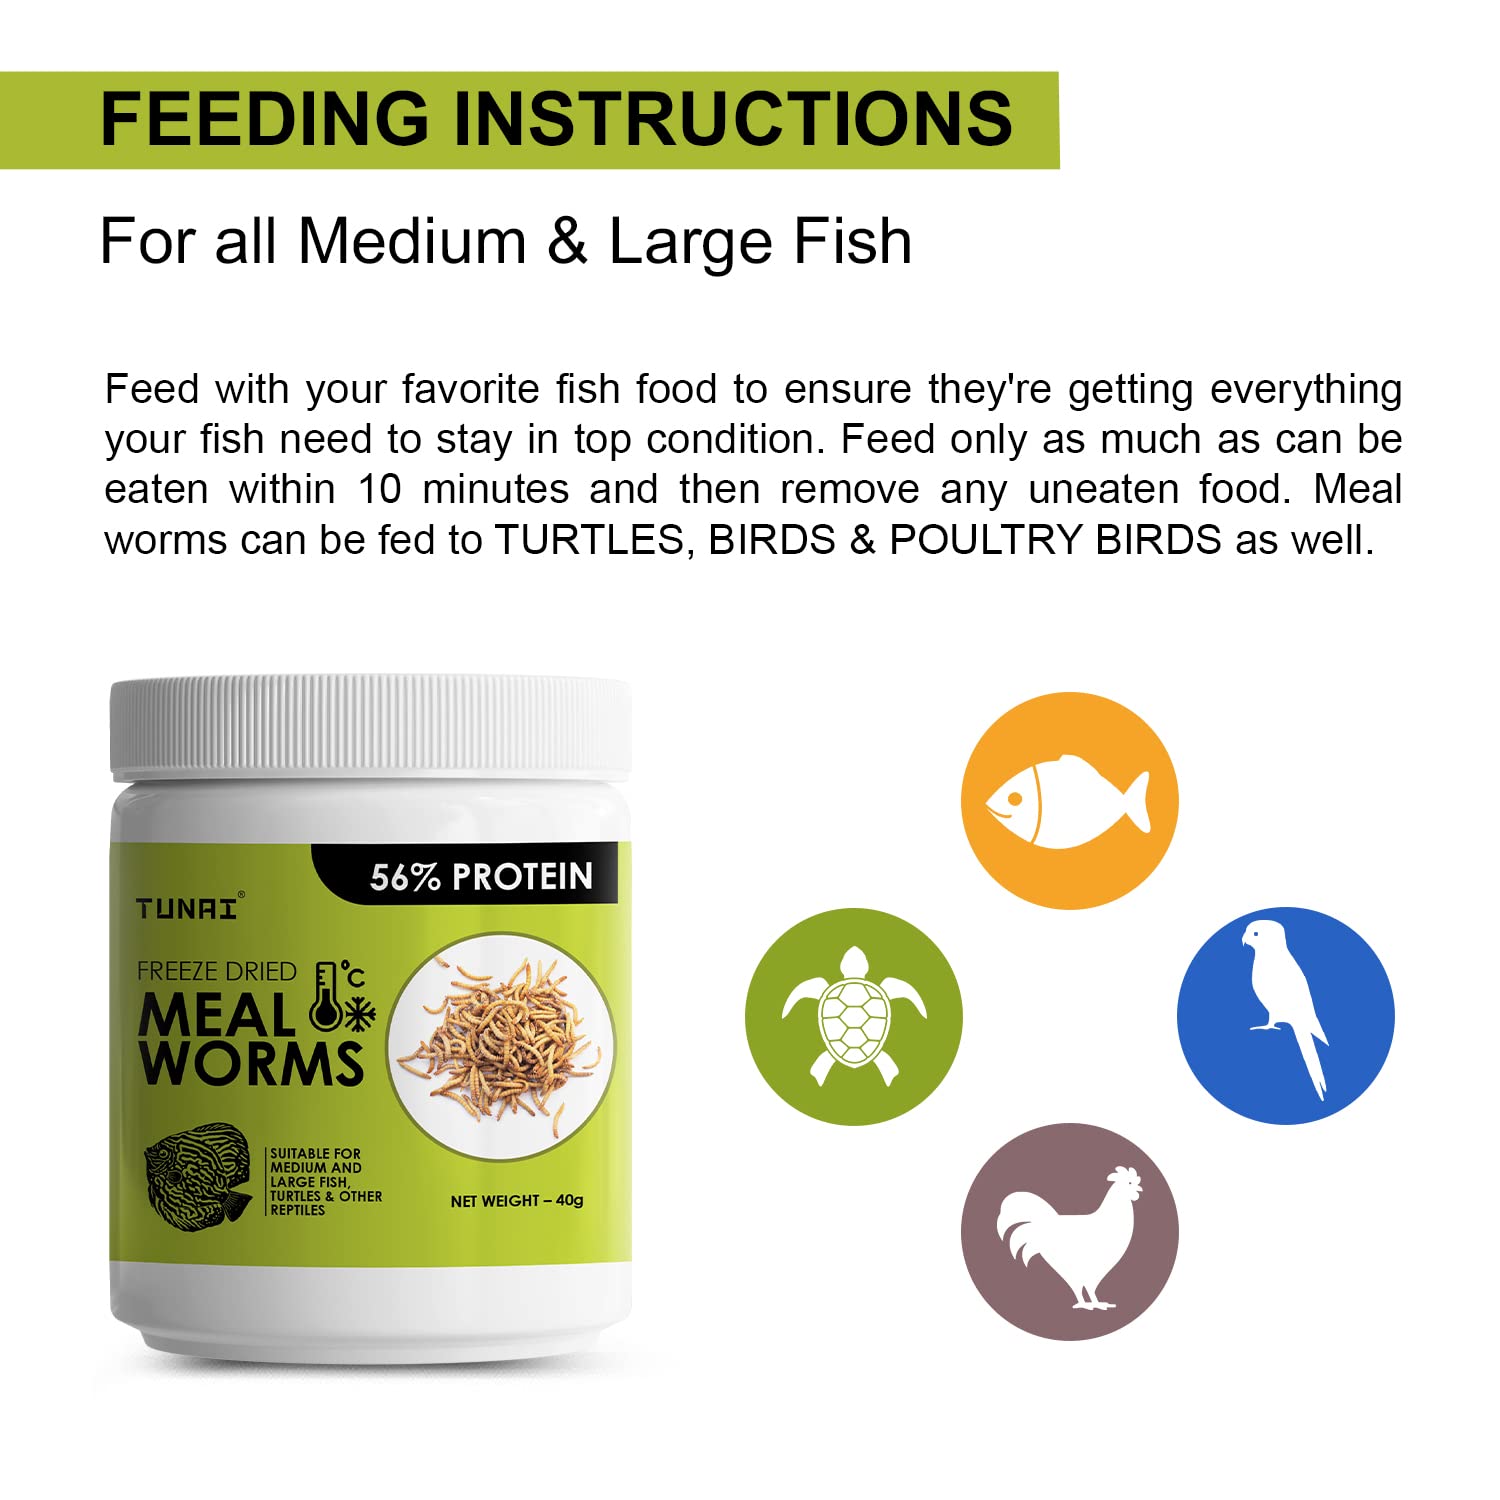 FEEDING INSTRUCTIONS
For all Medium & Large Fish
Feed with your favorite fish food to ensure they're getting everything
your fish need to stay in top condition. Feed only as much as can be
eaten within 10 minutes and then remove any uneaten food. Meal
worms can be fed to TURTLES, BIRDS & POULTRY BIRDS as well.
56% PROTEIN
TUNAI®
FREEZE DRIED
°C
MEAL
WORMS
SUITABLE FOR
MEDIUM AND
LARGE FISH,
TURTLES & OTHER
REPTILES
NET WEIGHT – 40g